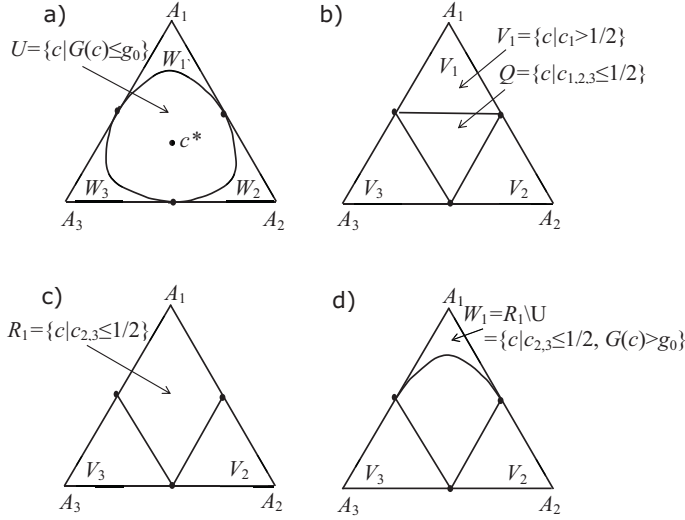 a)
A₁
U={c|G(c)≤g₀}
W₁
c*
W₃
W₂
A₃
A₂
b)
A₁
V₁={c|c₁>1/2}
V₁
Q={c|c₁,₂,₃≤1/2}
V₃
V₂
A₃
A₂
c)
A₁
R₁={c|c₂,₃≤1/2}
V₃
V₂
A₃
A₂
d)
A₁
W₁=R₁\U
={c|c₂,₃≤1/2, G(c)>g₀}
V₃
V₂
A₃
A₂